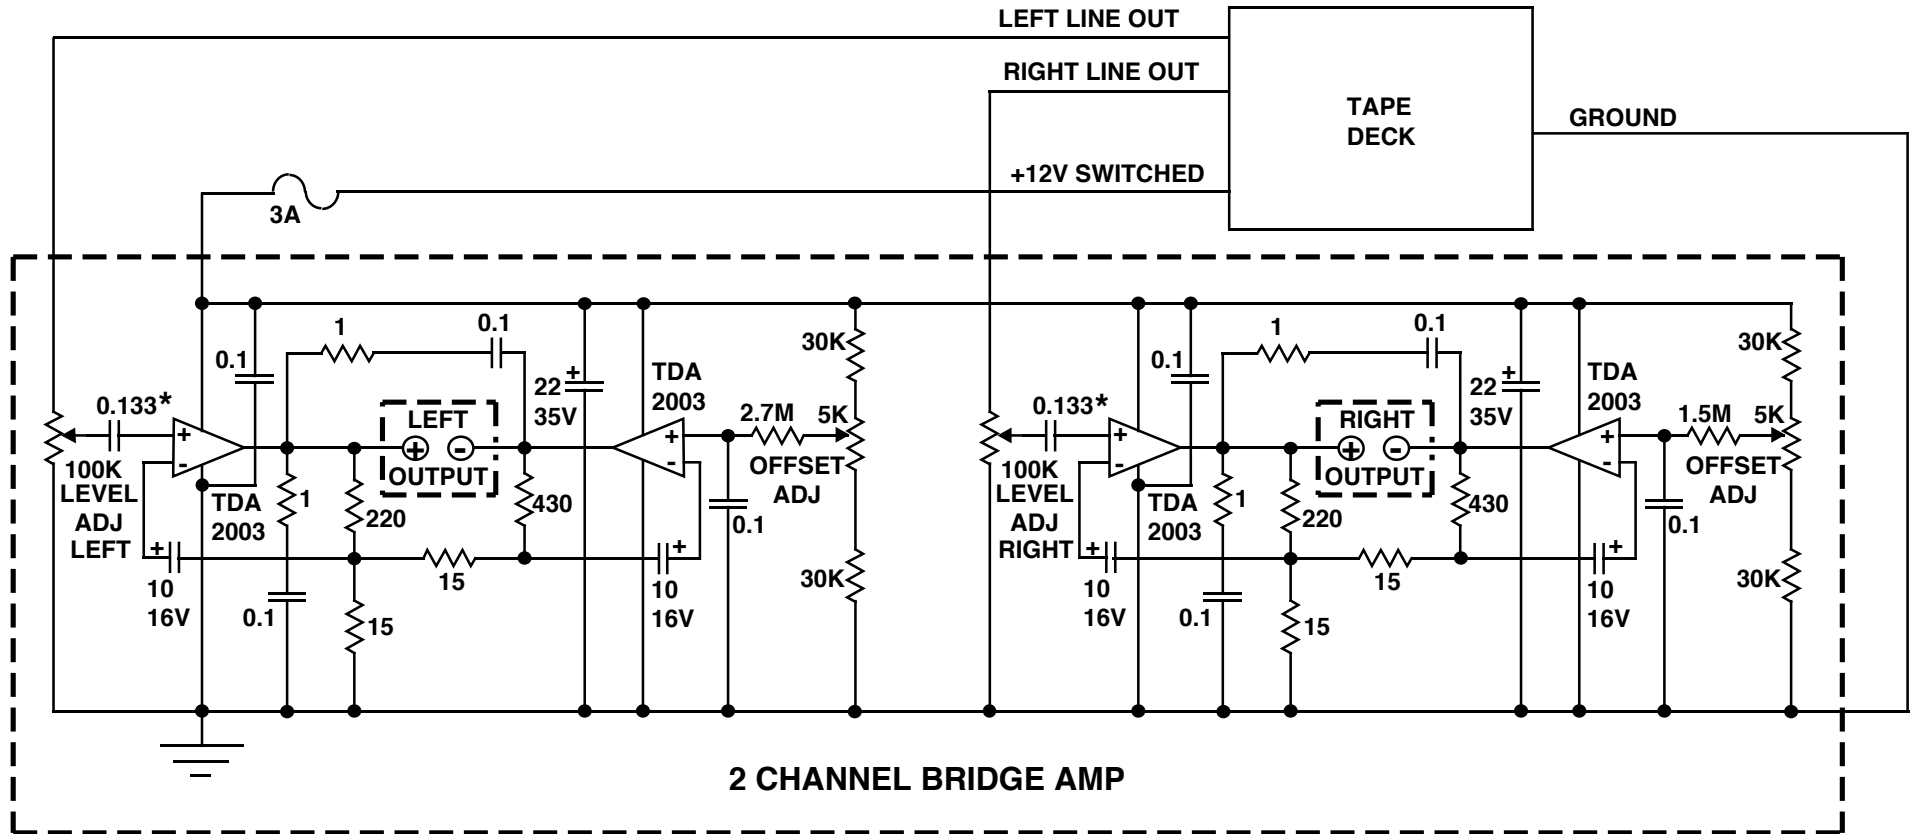 LEFT LINE OUT
RIGHT LINE OUT
TAPE
DECK
GROUND
+12V SWITCHED
3A
1
0.1
0.1
30K
22
+
35V
TDA
2003
0.133*
LEFT
+
-
OUTPUT
2.7M
5K
OFFSET
ADJ
+
-
+
-
100K
LEVEL
ADJ
LEFT
TDA
2003
1
220
430
0.1
+
10
16V
15
+
10
16V
30K
0.1
15
1
0.1
0.1
30K
22
+
35V
TDA
2003
0.133*
RIGHT
+
-
OUTPUT
1.5M
5K
OFFSET
ADJ
+
-
+
-
100K
LEVEL
ADJ
RIGHT
TDA
2003
1
220
430
0.1
+
10
16V
15
+
10
16V
30K
0.1
15
2 CHANNEL BRIDGE AMP